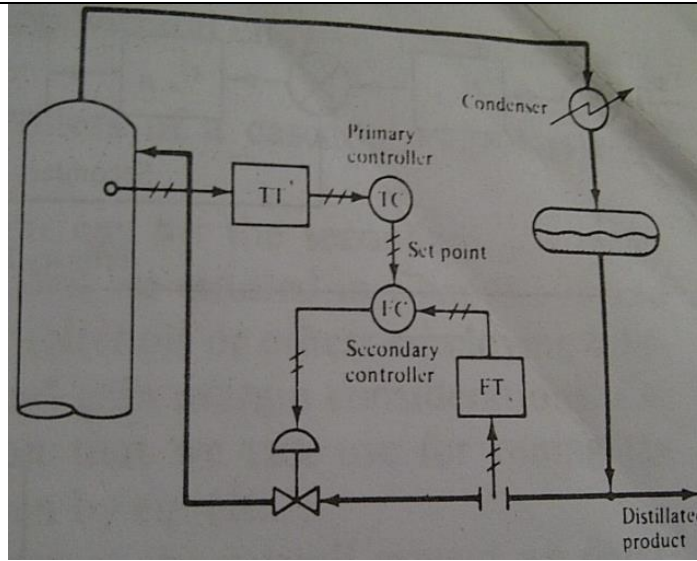 Condenser
Primary
controller
TT
TC
Set point
FC
Secondary
controller
FT
Distillate
product